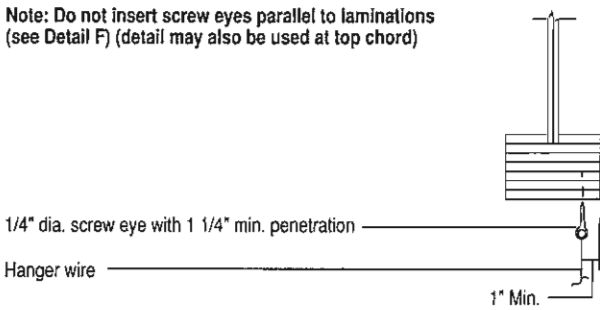 Note: Do not insert screw eyes parallel to laminations
(see Detail F) (detail may also be used at top chord)
1/4" dia. screw eye with 1 1/4" min. penetration
Hanger wire
1" Min.